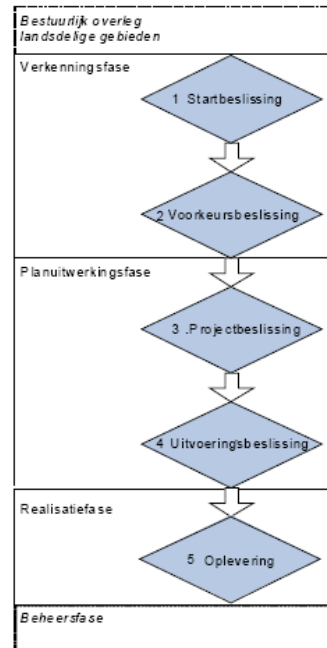 Bestuurlijk overleg
landsdelige gebieden
Verkenningsfase
1 Startbeslissing
2 Voorkeursbeslissing
Planuitwerkingsfase
3 .Projectbeslissing
4 Uitvoeringsbeslissing
Realisatiefase
5 Oplevering
Beheersfase